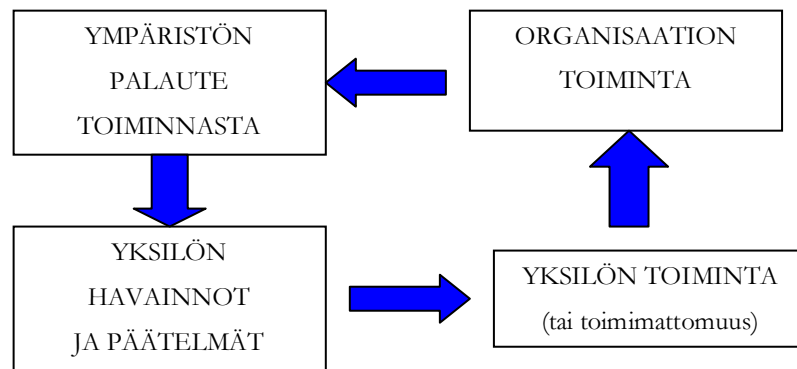 YMPÄRISTÖN
PALAUTE
TOIMINNASTA
ORGANISAATION
TOIMINTA
YKSILÖN
HAVAINNOT
JA PÄÄTELMÄT
YKSILÖN TOIMINTA
(tai toimimattomuus)